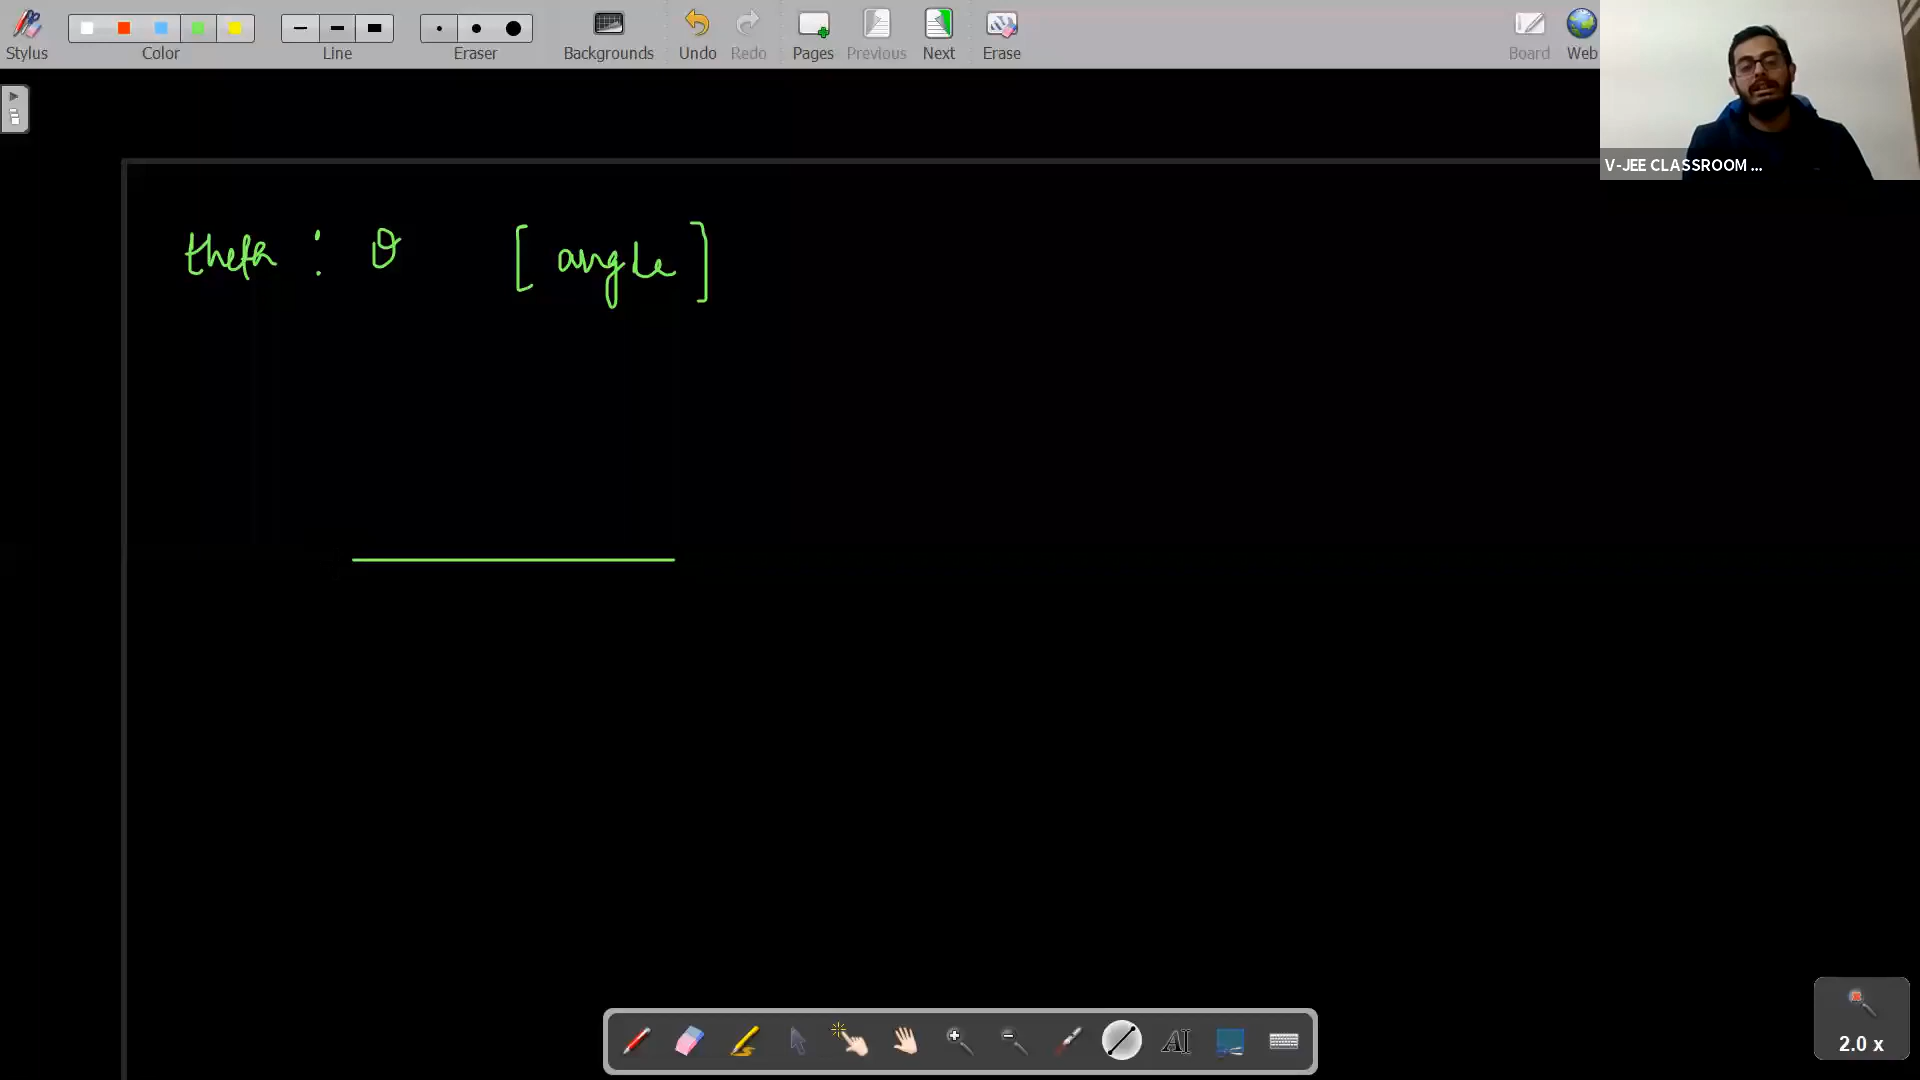 Stylus Color Line Eraser Backgrounds Undo Redo Pages Previous Next Erase Board Web
V-JEE CLASSROOM ...
theta : θ [ angle ]
AI
2.0 x